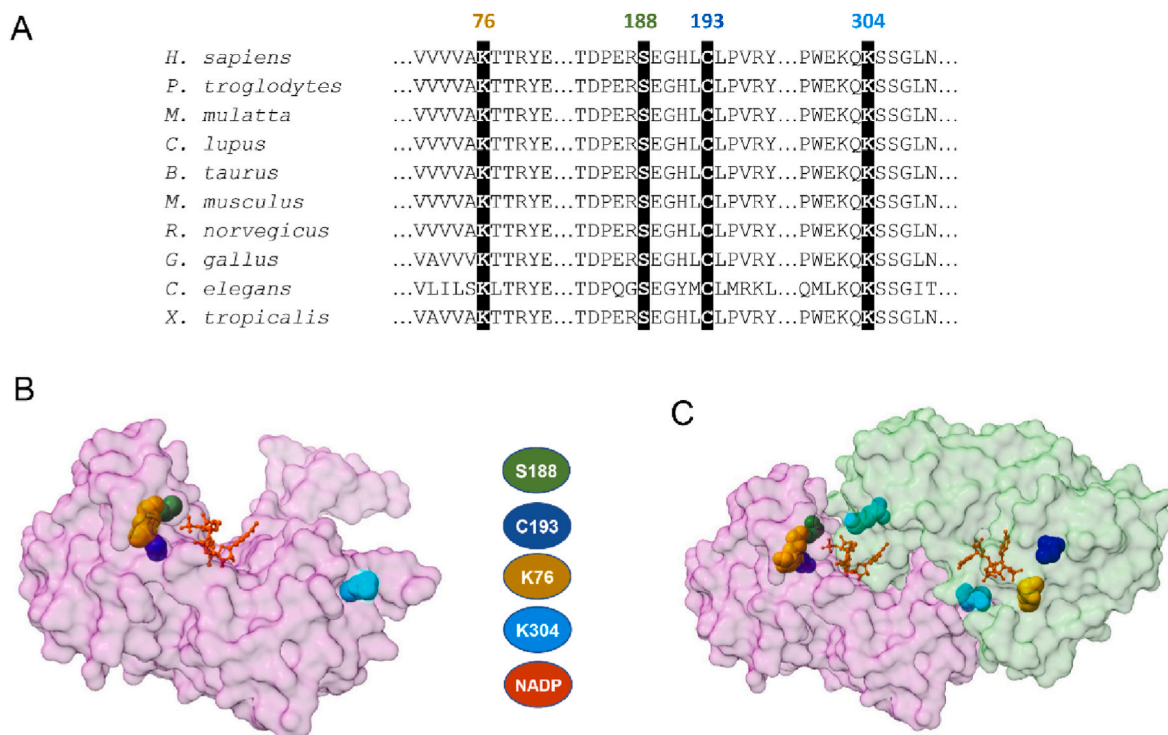 A
76 188 193 304
H. sapiens ...VVVVAKTTRYE...TDPERSEGHLCLPVRY...PWEKQKSSGLN...
P. troglodytes ...VVVVAKTTRYE...TDPERSEGHLCLPVRY...PWEKQKSSGLN...
M. mulatta ...VVVVAKTTRYE...TDPERSEGHLCLPVRY...PWEKQKSSGLN...
C. lupus ...VVVVAKTTRYE...TDPERSEGHLCLPVRY...PWEKQKSSGLN...
B. taurus ...VVVVAKTTRYE...TDPERSEGHLCLPVRY...PWEKQKSSGLN...
M. musculus ...VVVVAKTTRYE...TDPERSEGHLCLPVRY...PWEKQKSSGLN...
R. norvegicus ...VVVVAKTTRYE...TDPERSEGHLCLPVRY...PWEKQKSSGLN...
G. gallus ...VAVVVKTTRYE...TDPERSEGHLCLPVRY...PWEKQKSSGLN...
C. elegans ...VLILSKLTRYE...TDPQGSEGYMCLMRKL...QMLKQKSSGIT...
X. tropicalis ...VAVVAKTTRYE...TDPERSEGHLCLPVRY...PWEKQKSSGLN...
B
S188
C193
K76
K304
NADP
C